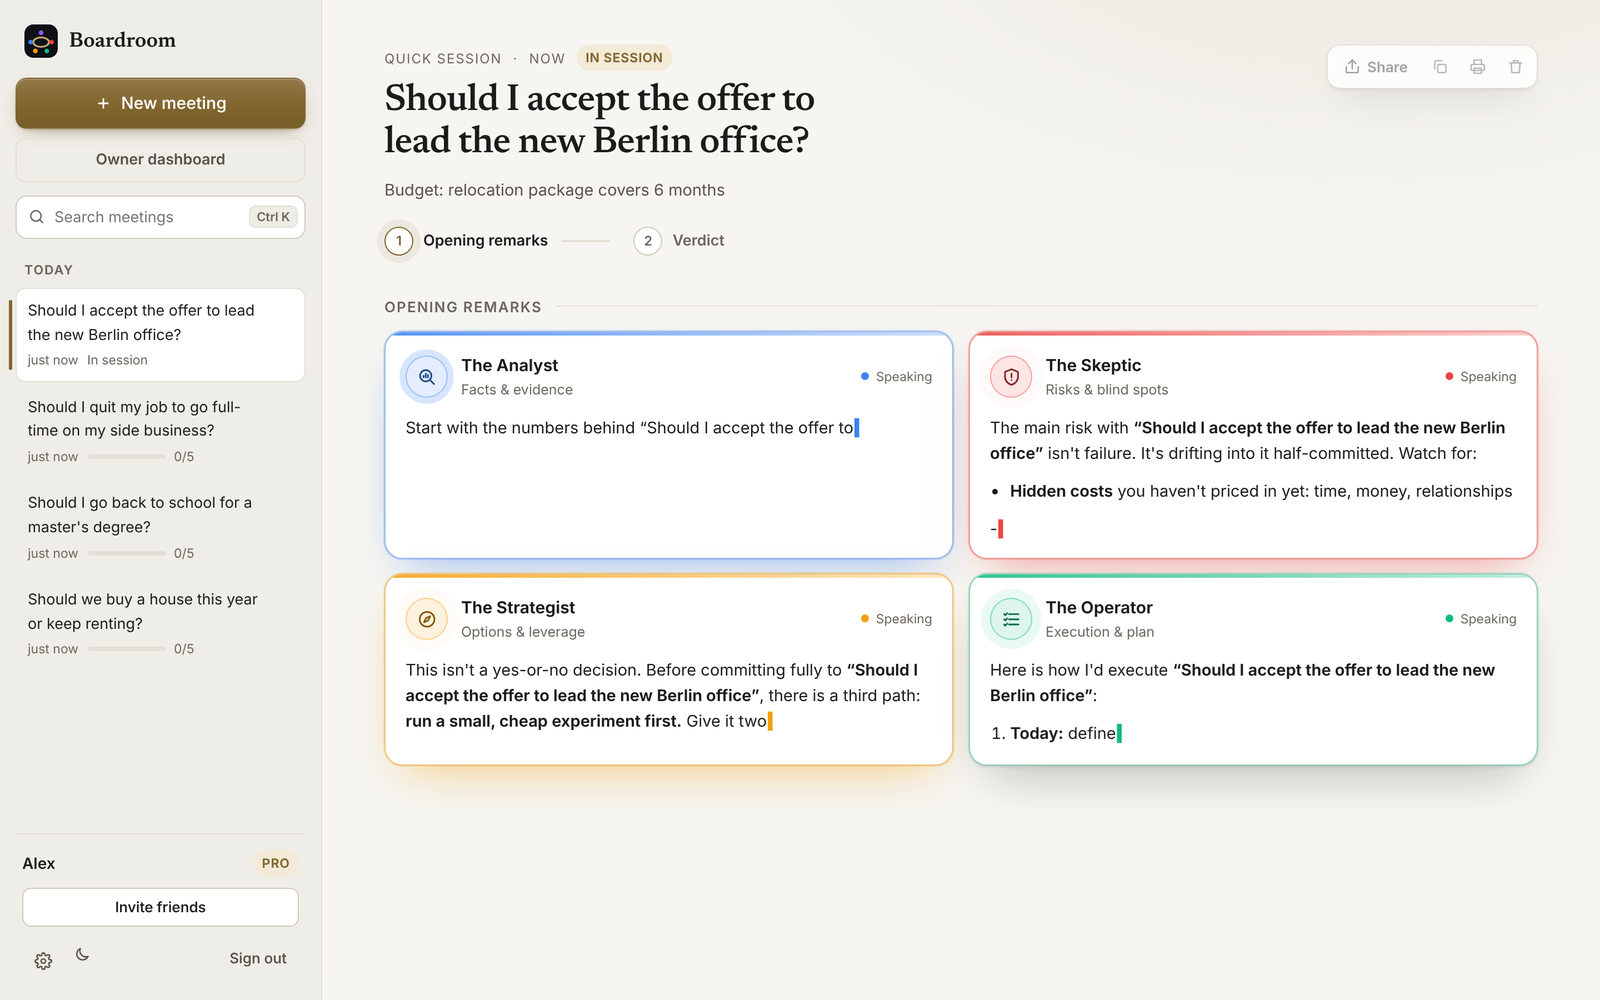 Boardroom
+ New meeting
Owner dashboard
Search meetings Ctrl K
TODAY
Should I accept the offer to lead
the new Berlin office?
just now In session
Should I quit my job to go full-
time on my side business?
just now 0/5
Should I go back to school for a
master's degree?
just now 0/5
Should we buy a house this year
or keep renting?
just now 0/5
Alex PRO
Invite friends
Sign out
QUICK SESSION · NOW IN SESSION
Share
Should I accept the offer to
lead the new Berlin office?
Budget: relocation package covers 6 months
1 Opening remarks 2 Verdict
OPENING REMARKS
The Analyst
Facts & evidence
Speaking
Start with the numbers behind “Should I accept the offer to
The Skeptic
Risks & blind spots
Speaking
The main risk with “Should I accept the offer to lead the new Berlin
office” isn't failure. It's drifting into it half-committed. Watch for:
• Hidden costs you haven't priced in yet: time, money, relationships
-
The Strategist
Options & leverage
Speaking
This isn't a yes-or-no decision. Before committing fully to “Should I
accept the offer to lead the new Berlin office”, there is a third path:
run a small, cheap experiment first. Give it two
The Operator
Execution & plan
Speaking
Here is how I'd execute “Should I accept the offer to lead the new
Berlin office”:
1. Today: define